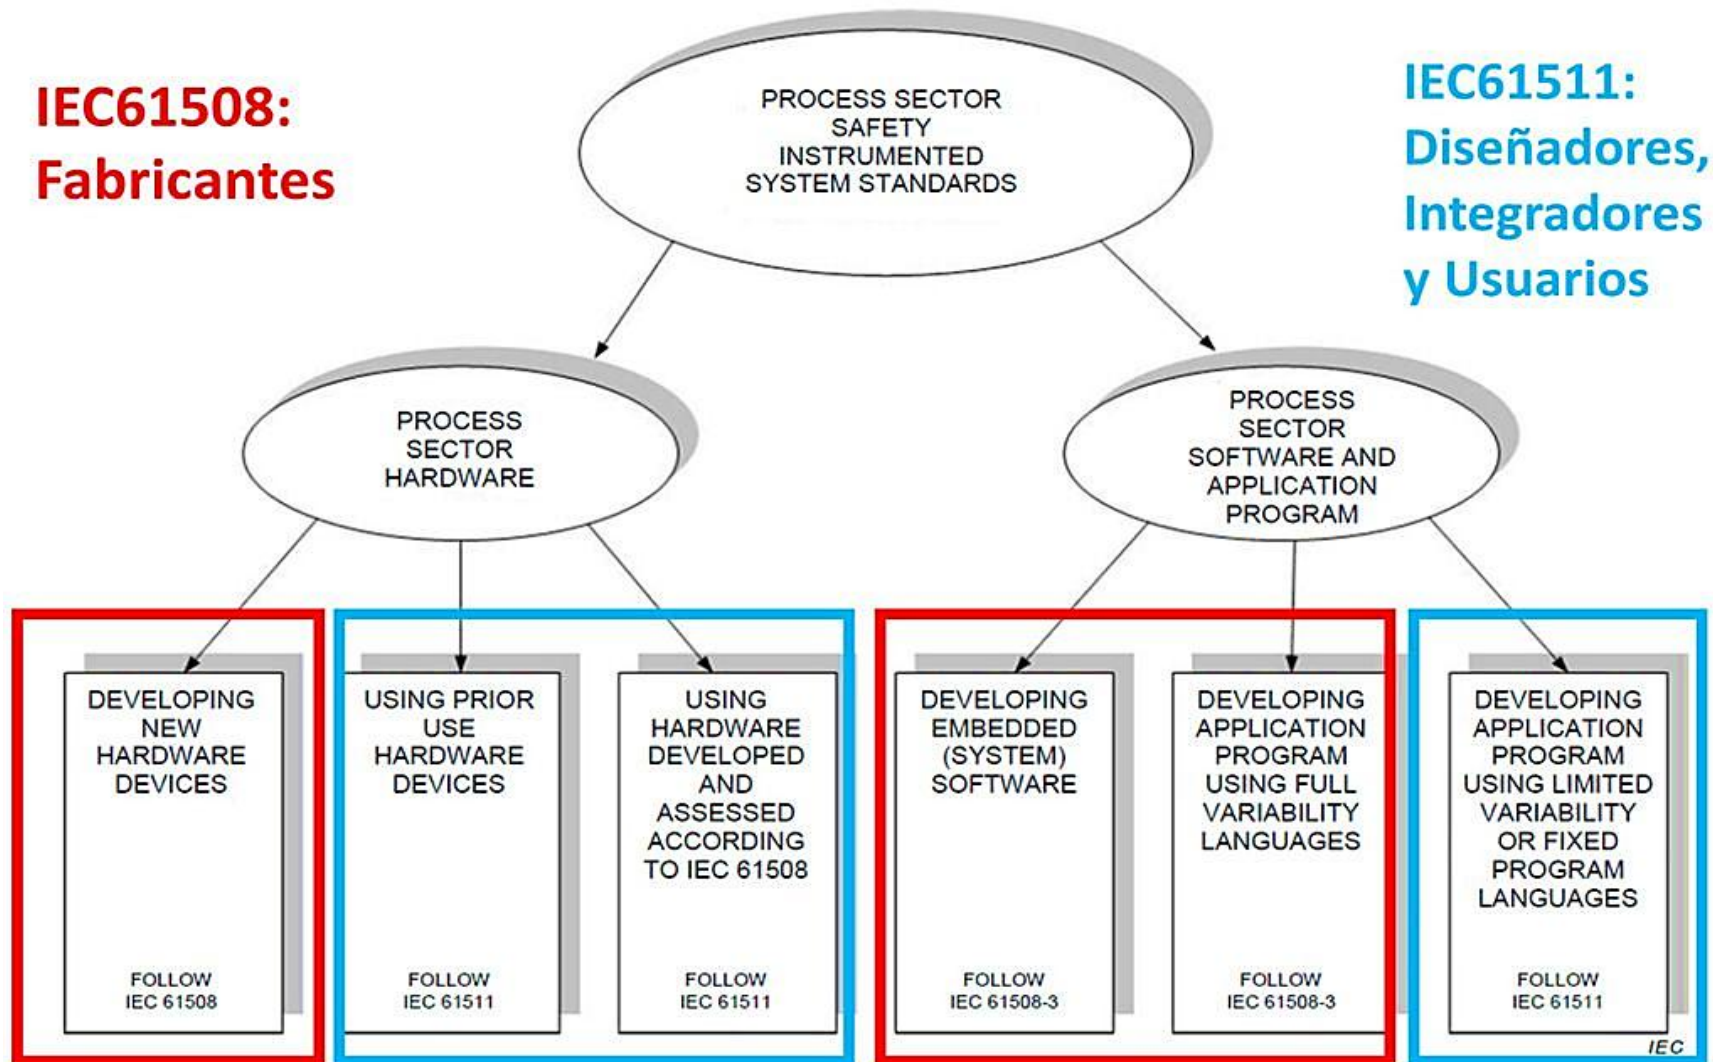 IEC61508:
Fabricantes
PROCESS SECTOR
SAFETY
INSTRUMENTED
SYSTEM STANDARDS
IEC61511:
Diseñadores,
Integradores
y Usuarios
PROCESS
SECTOR
HARDWARE
PROCESS
SECTOR
SOFTWARE AND
APPLICATION
PROGRAM
DEVELOPING
NEW
HARDWARE
DEVICES
FOLLOW
IEC 61508
USING PRIOR
USE
HARDWARE
DEVICES
FOLLOW
IEC 61511
USING
HARDWARE
DEVELOPED
AND
ASSESSED
ACCORDING
TO IEC 61508
FOLLOW
IEC 61511
DEVELOPING
EMBEDDED
(SYSTEM)
SOFTWARE
FOLLOW
IEC 61508-3
DEVELOPING
APPLICATION
PROGRAM
USING FULL
VARIABILITY
LANGUAGES
FOLLOW
IEC 61508-3
DEVELOPING
APPLICATION
PROGRAM
USING LIMITED
VARIABILITY
OR FIXED
PROGRAM
LANGUAGES
FOLLOW
IEC 61511
IEC